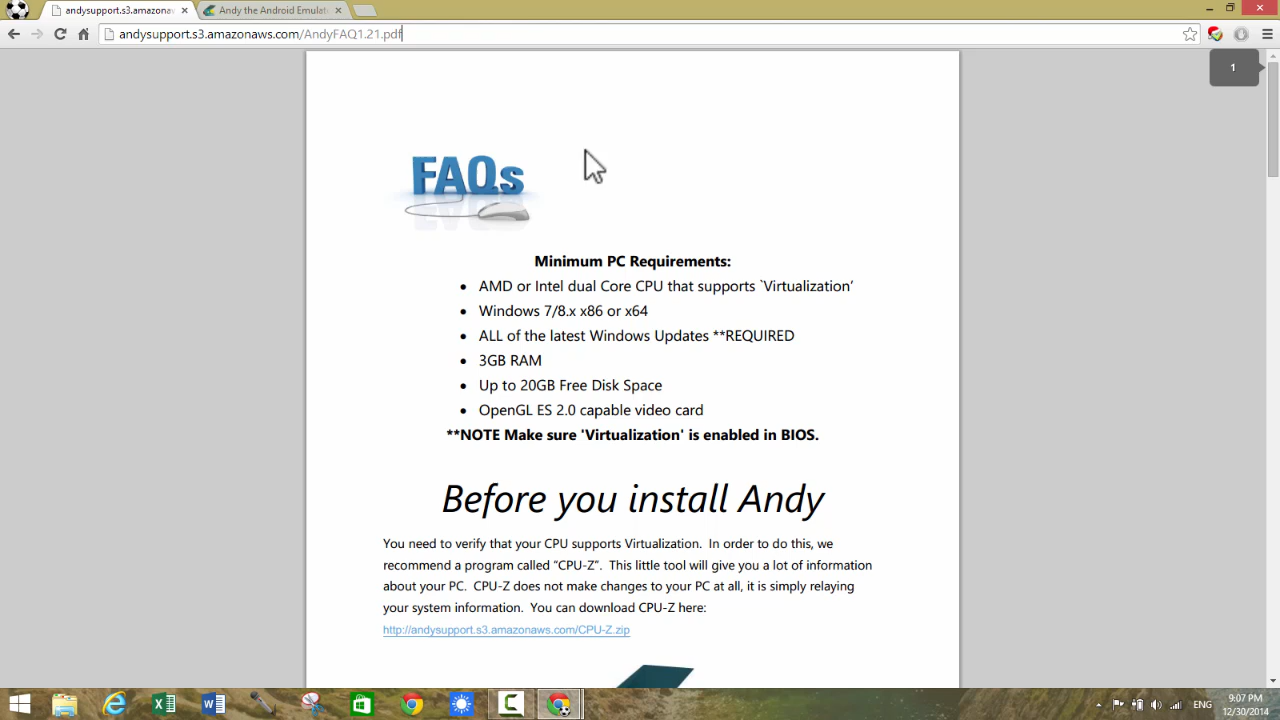 andysupport.s3.amazonaws
Andy the Android Emulat
andysupport.s3.amazonaws.com/AndyFAQ1.21.pdf
1
FAQs
Minimum PC Requirements:
• AMD or Intel dual Core CPU that supports `Virtualization’
• Windows 7/8.x x86 or x64
• ALL of the latest Windows Updates **REQUIRED
• 3GB RAM
• Up to 20GB Free Disk Space
• OpenGL ES 2.0 capable video card
**NOTE Make sure 'Virtualization' is enabled in BIOS.
Before you install Andy
You need to verify that your CPU supports Virtualization. In order to do this, we
recommend a program called “CPU-Z”. This little tool will give you a lot of information
about your PC. CPU-Z does not make changes to your PC at all, it is simply relaying
your system information. You can download CPU-Z here:
http://andysupport.s3.amazonaws.com/CPU-Z.zip
ENG
9:07 PM
12/30/2014